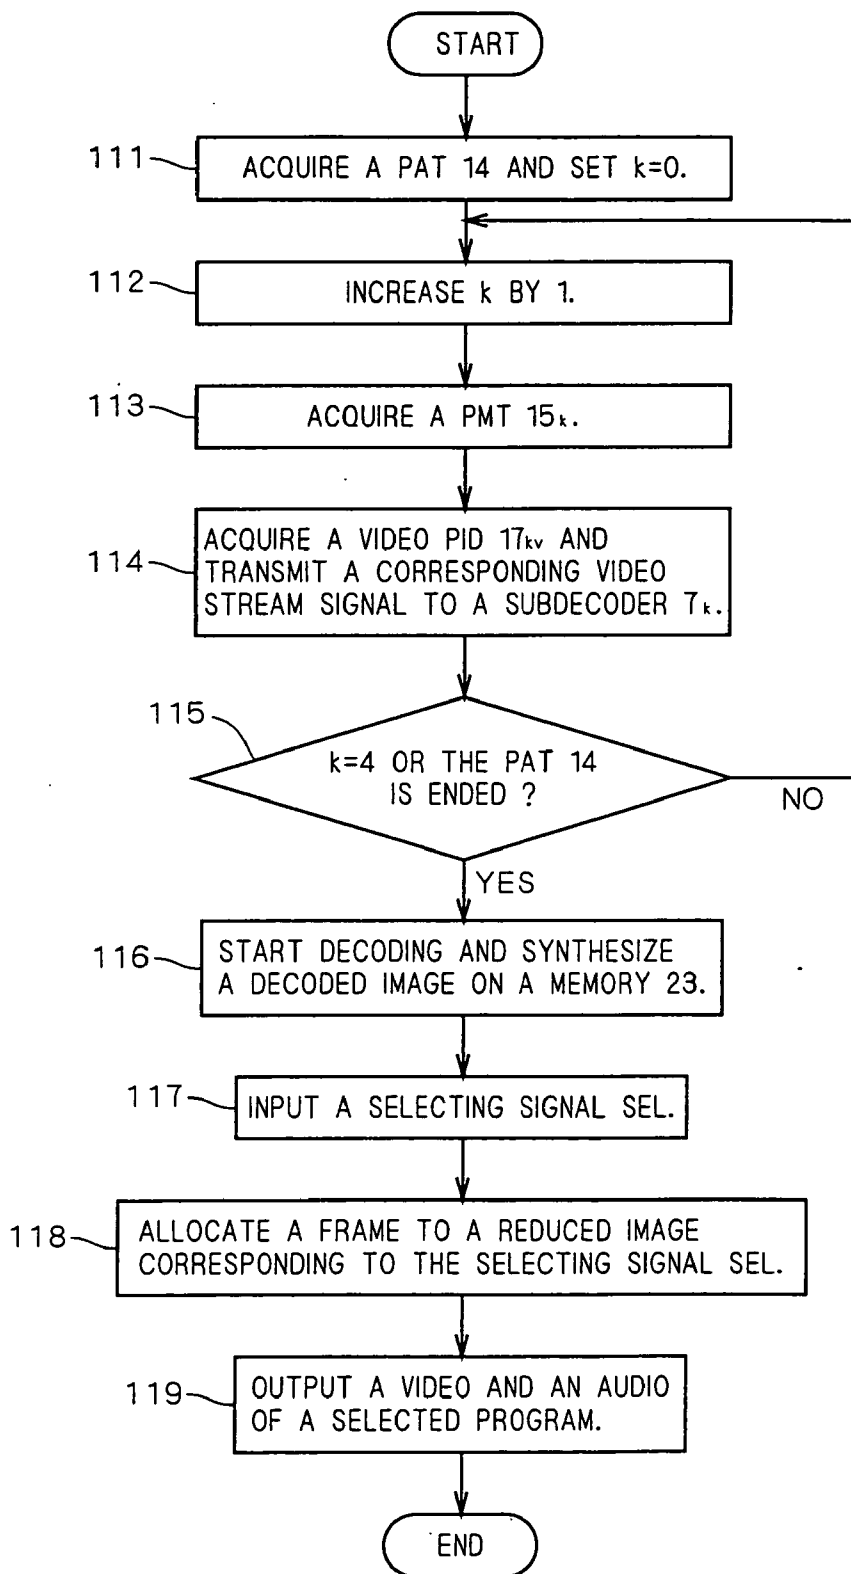 START
111
ACQUIRE A PAT 14 AND SET k=0.
112
INCREASE k BY 1.
113
ACQUIRE A PMT 15k.
114
ACQUIRE A VIDEO PID 17kv AND
TRANSMIT A CORRESPONDING VIDEO
STREAM SIGNAL TO A SUBDECODER 7k.
115
k=4 OR THE PAT 14
IS ENDED ?
NO
YES
116
START DECODING AND SYNTHESIZE
A DECODED IMAGE ON A MEMORY 23.
117
INPUT A SELECTING SIGNAL SEL.
118
ALLOCATE A FRAME TO A REDUCED IMAGE
CORRESPONDING TO THE SELECTING SIGNAL SEL.
119
OUTPUT A VIDEO AND AN AUDIO
OF A SELECTED PROGRAM.
END